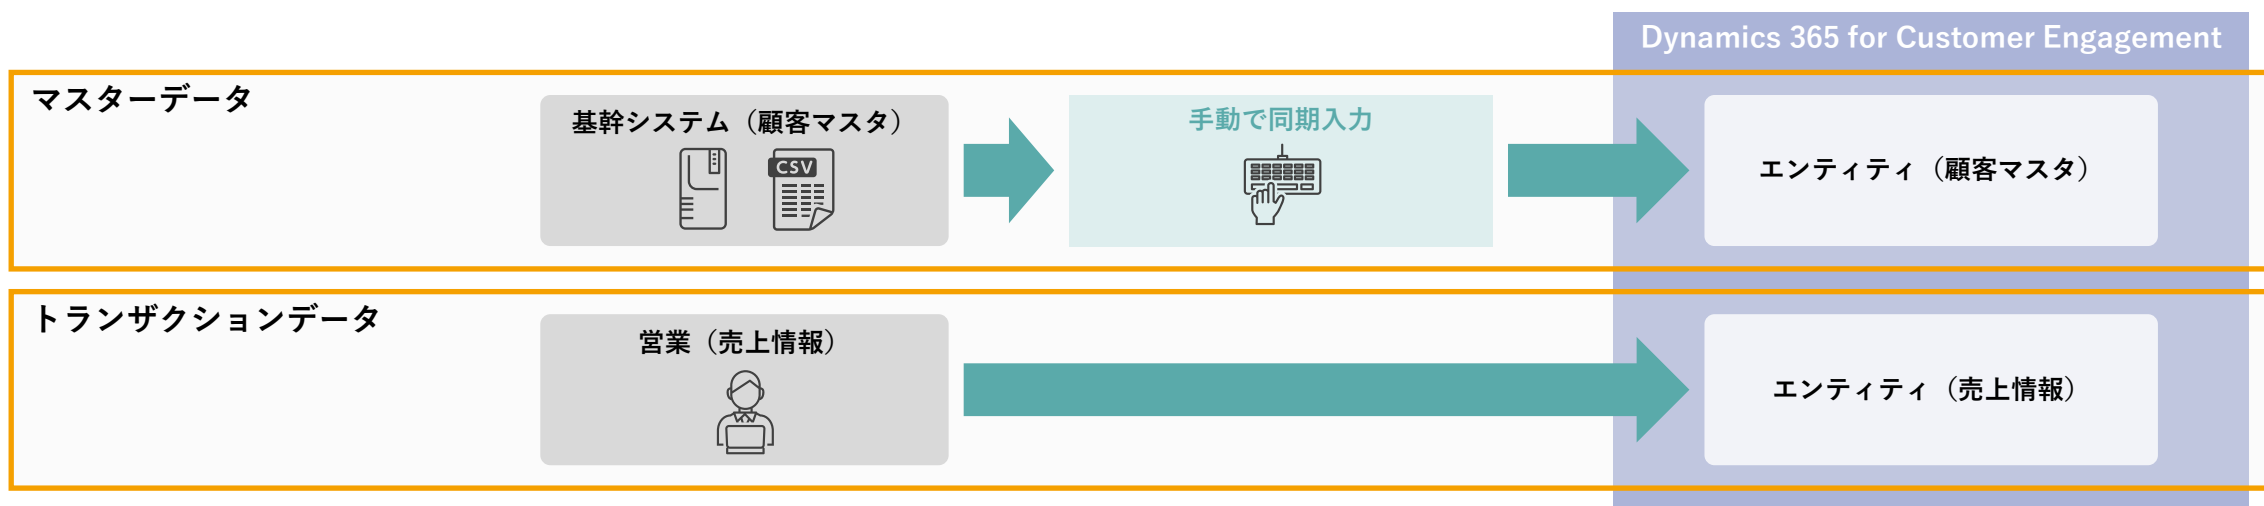 Dynamics 365 for Customer Engagement
マスターデータ
基幹システム（顧客マスタ）
CSV
手動で同期入力
エンティティ（顧客マスタ）
トランザクションデータ
営業（売上情報）
エンティティ（売上情報）